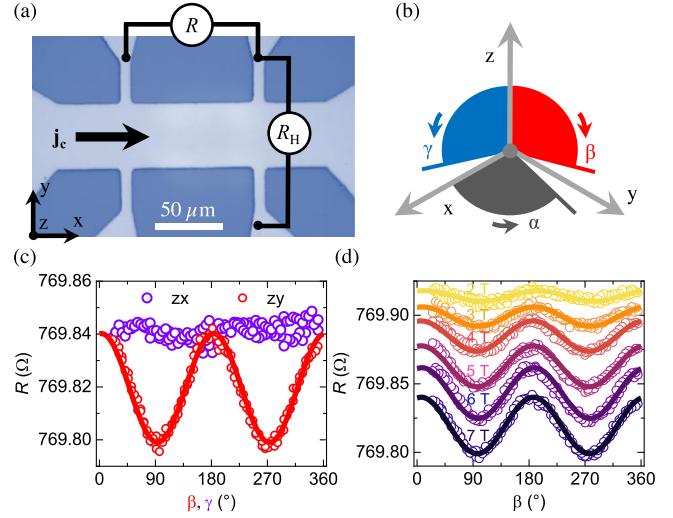 (a)
R
R_H
j_c
y
z
x
50 µm
(b)
z
γ
β
x
y
α
(c)
769.86
769.84
769.82
769.80
R (Ω)
zx
zy
0
90
180
270
360
β, γ (°)
(d)
769.90
769.85
769.80
R (Ω)
2 T
3 T
4 T
5 T
6 T
7 T
0
90
180
270
360
β (°)